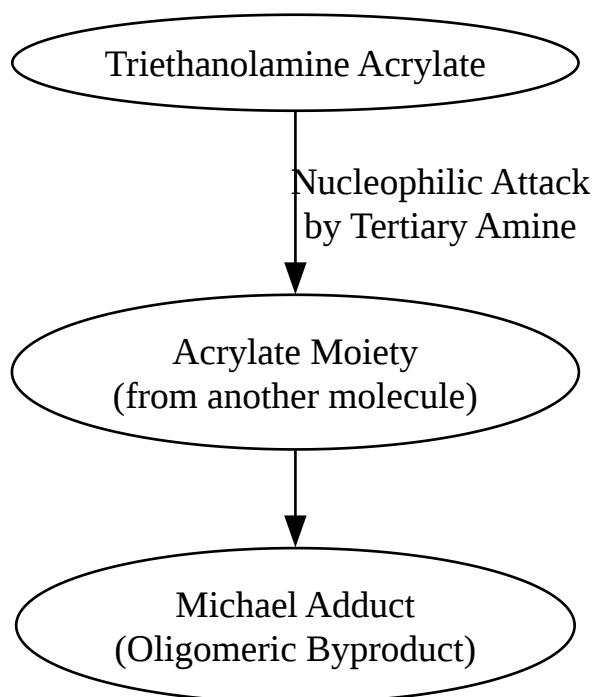 Triethanolamine Acrylate
Nucleophilic Attack
by Tertiary Amine
Acrylate Moiety
(from another molecule)
Michael Adduct
(Oligomeric Byproduct)